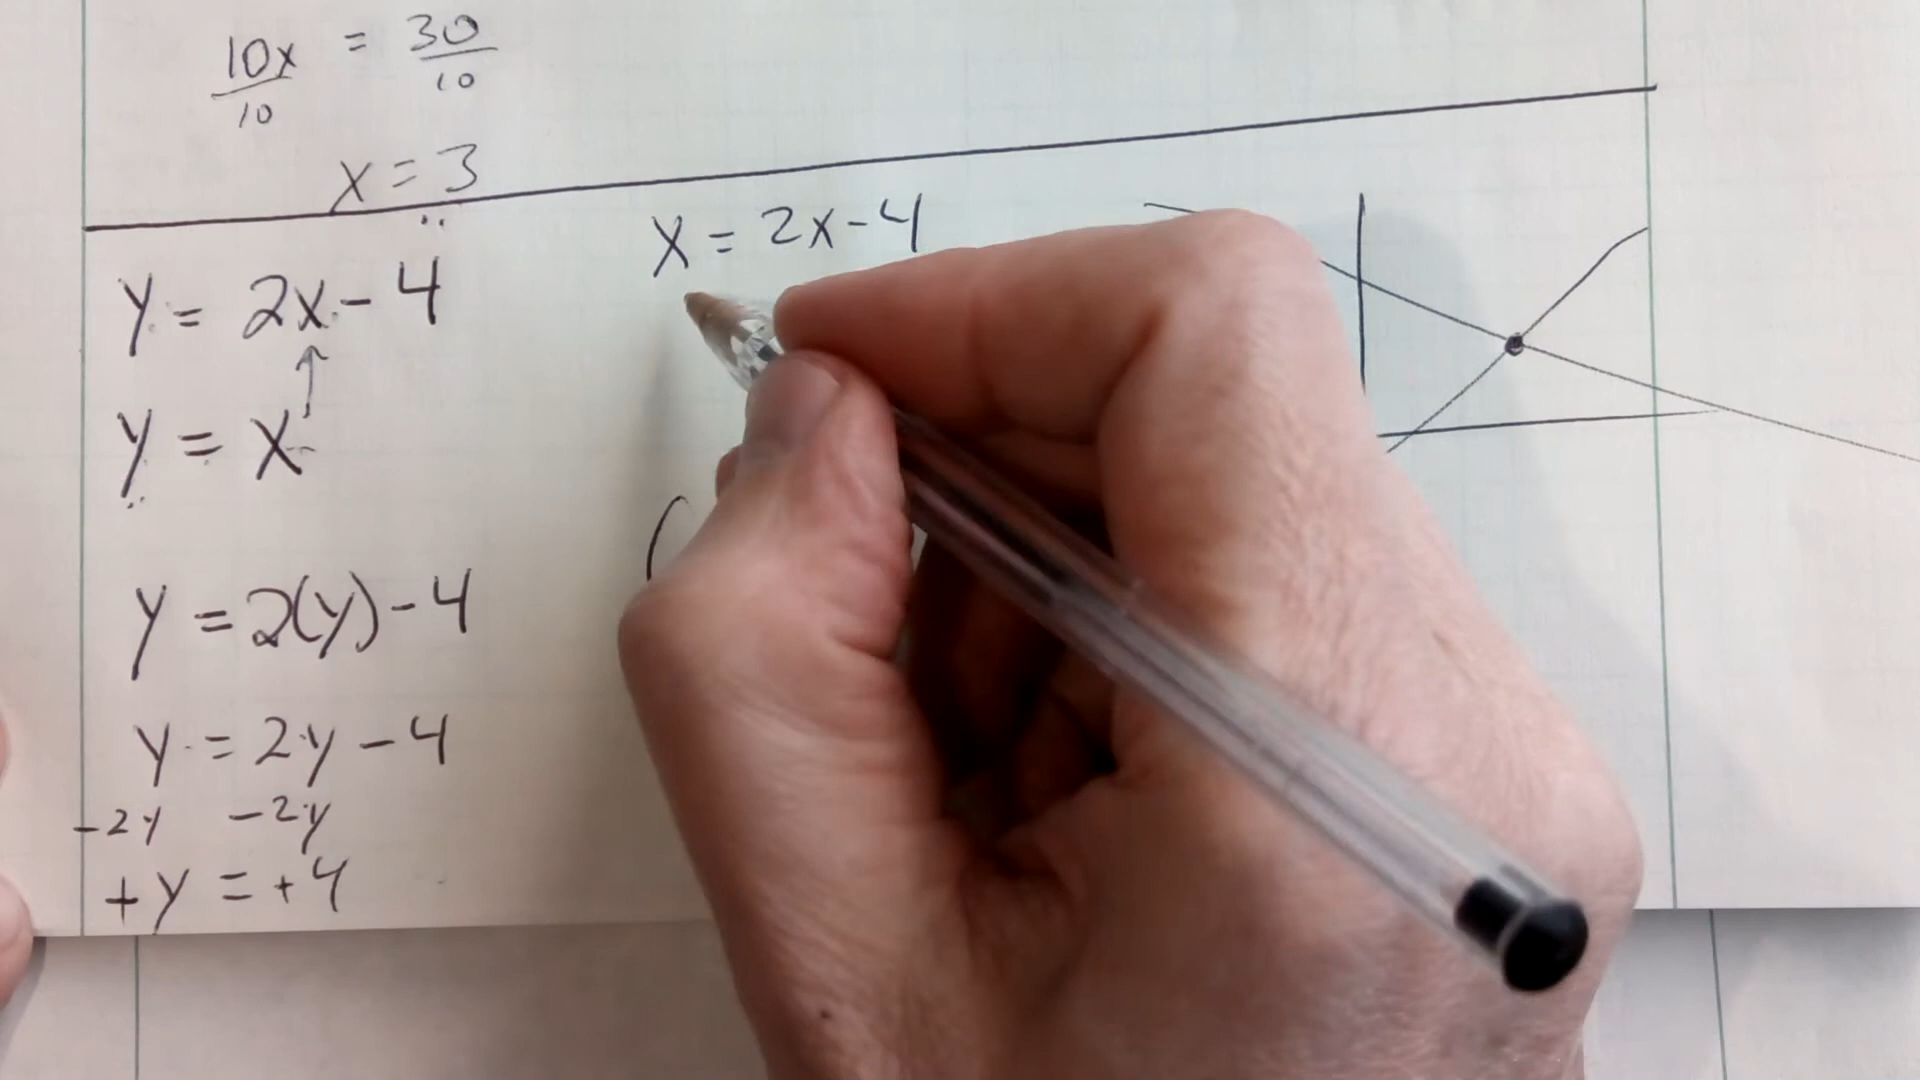 10x = 30
10 10
x = 3
y = 2x - 4
y = x
y = 2(y) - 4
y = 2y - 4
-2y -2y
+y = +4
x = 2x - 4